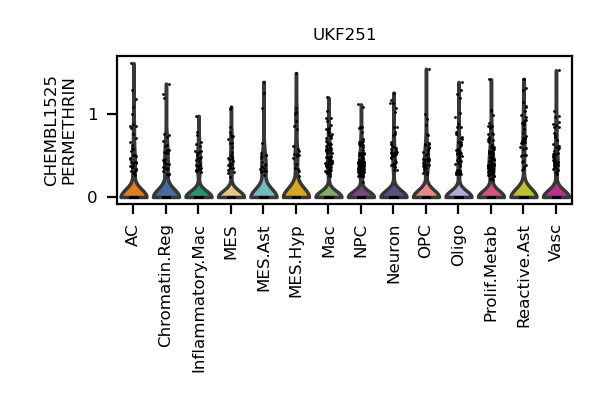 UKF251
CHEMBL1525
PERMETHRIN
1
0
AC
Chromatin.Reg
Inflammatory.Mac
MES
MES.Ast
MES.Hyp
Mac
NPC
Neuron
OPC
Oligo
Prolif.Metab
Reactive.Ast
Vasc